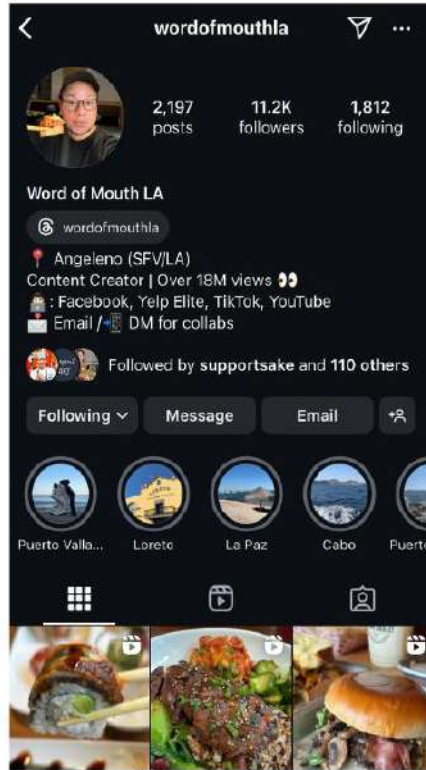 wordofmouthla
2,197 11.2K 1,812
posts followers following
Word of Mouth LA
wordofmouthla
📍 Angeleno (SFV/LA)
Content Creator | Over 18M views 👀
: Facebook, Yelp Elite, TikTok, YouTube
📩 Email /📲 DM for collabs
Followed by supportsake and 110 others
Following Message Email
Puerto Valla... Loreto La Paz Cabo Puert